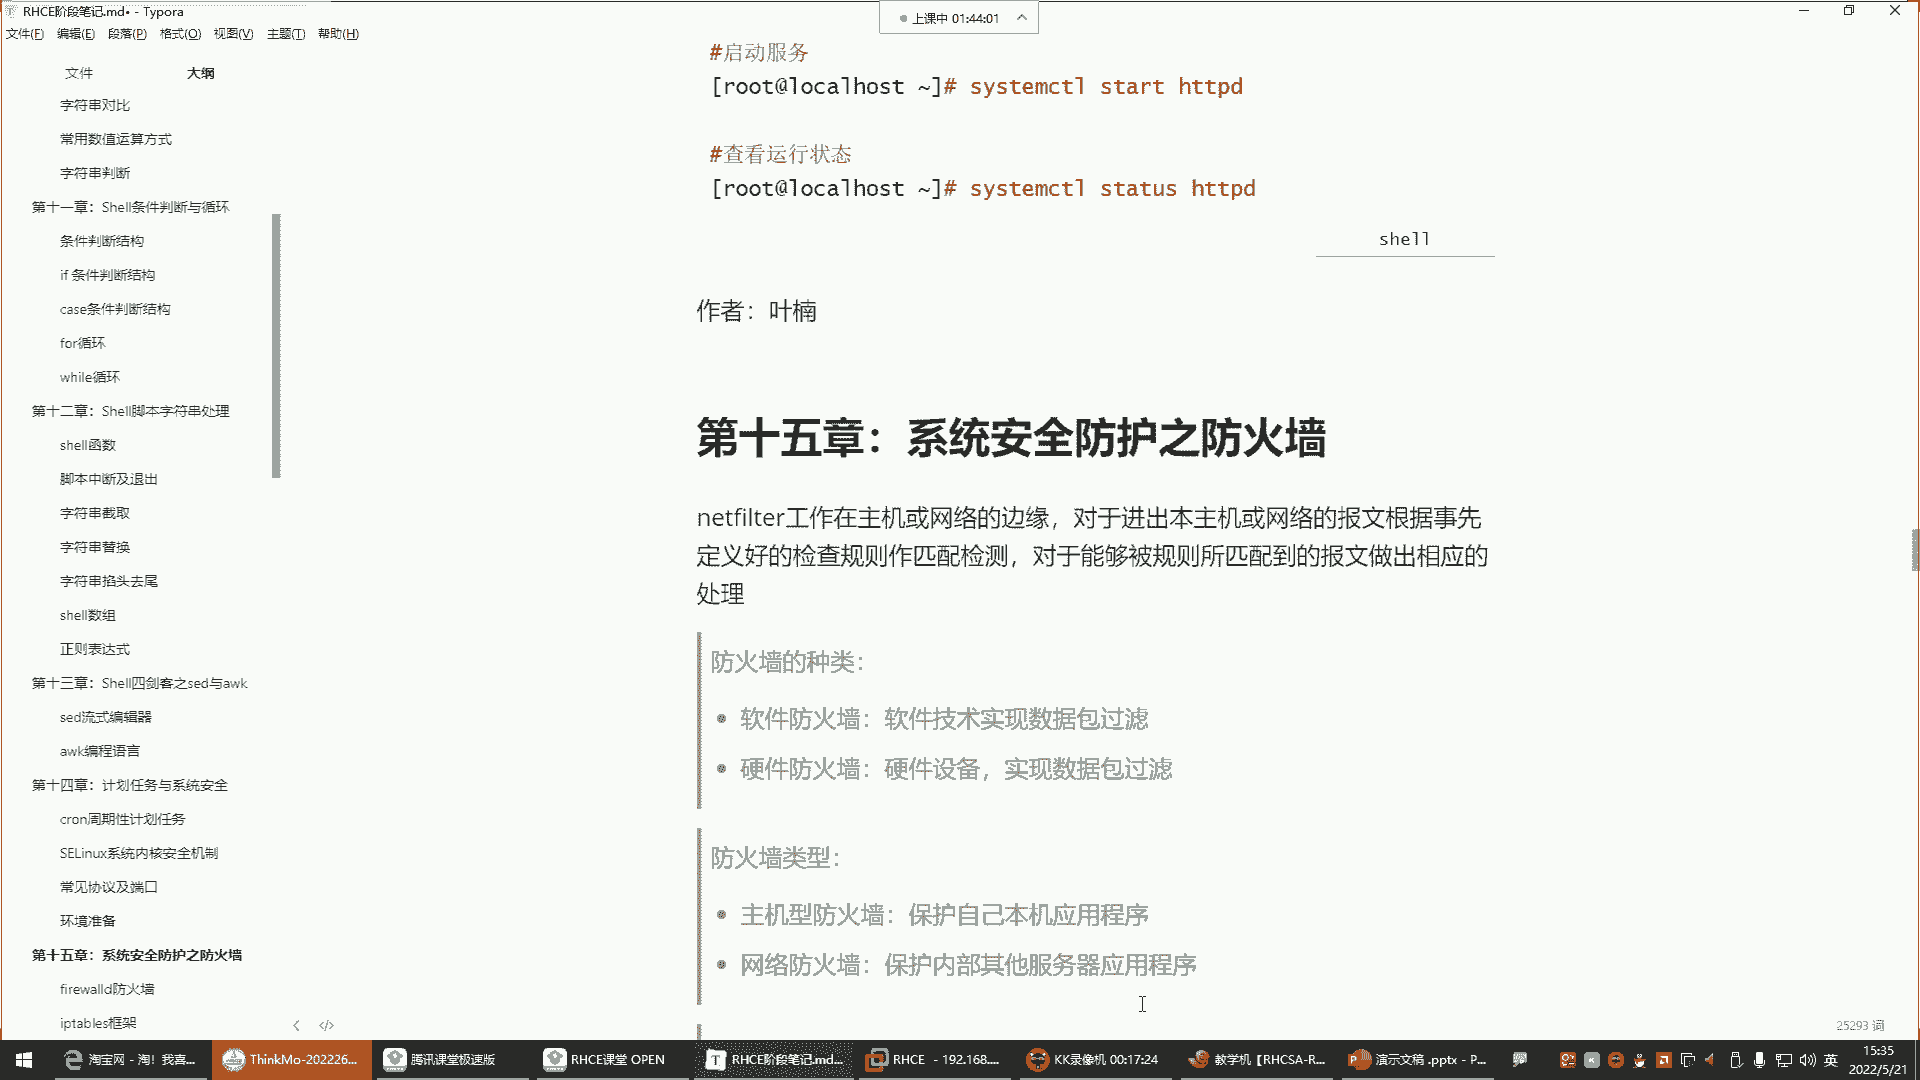 RHCE阶段笔记.md• - Typora
上课中 01:44:01
文件(F) 编辑(E) 段落(P) 格式(O) 视图(V) 主题(T) 帮助(H)
文件 大纲
字符串对比
常用数值运算方式
字符串判断
第十一章：Shell条件判断与循环
条件判断结构
if 条件判断结构
case条件判断结构
for循环
while循环
第十二章：Shell脚本字符串处理
shell函数
脚本中断及退出
字符串截取
字符串替换
字符串掐头去尾
shell数组
正则表达式
第十三章：Shell四剑客之sed与awk
sed流式编辑器
awk编程语言
第十四章：计划任务与系统安全
cron周期性计划任务
SELinux系统内核安全机制
常见协议及端口
环境准备
第十五章：系统安全防护之防火墙
firewalld防火墙
iptables框架
#启动服务
[root@localhost ~]# systemctl start httpd
#查看运行状态
[root@localhost ~]# systemctl status httpd
shell
作者：叶楠
第十五章：系统安全防护之防火墙
netfilter工作在主机或网络的边缘，对于进出本主机或网络的报文根据事先
定义好的检查规则作匹配检测，对于能够被规则所匹配到的报文做出相应的
处理
防火墙的种类：
软件防火墙：软件技术实现数据包过滤
硬件防火墙：硬件设备，实现数据包过滤
防火墙类型：
主机型防火墙：保护自己本机应用程序
网络防火墙：保护内部其他服务器应用程序
25293 词
淘宝网 - 淘！我喜...
ThinkMo-202226...
腾讯课堂极速版
RHCE课堂 OPEN
RHCE阶段笔记.md...
RHCE - 192.168....
KK录像机 00:17:24
教学机【RHCSA-R...
演示文稿 .pptx - P...
英
15:35
2022/5/21